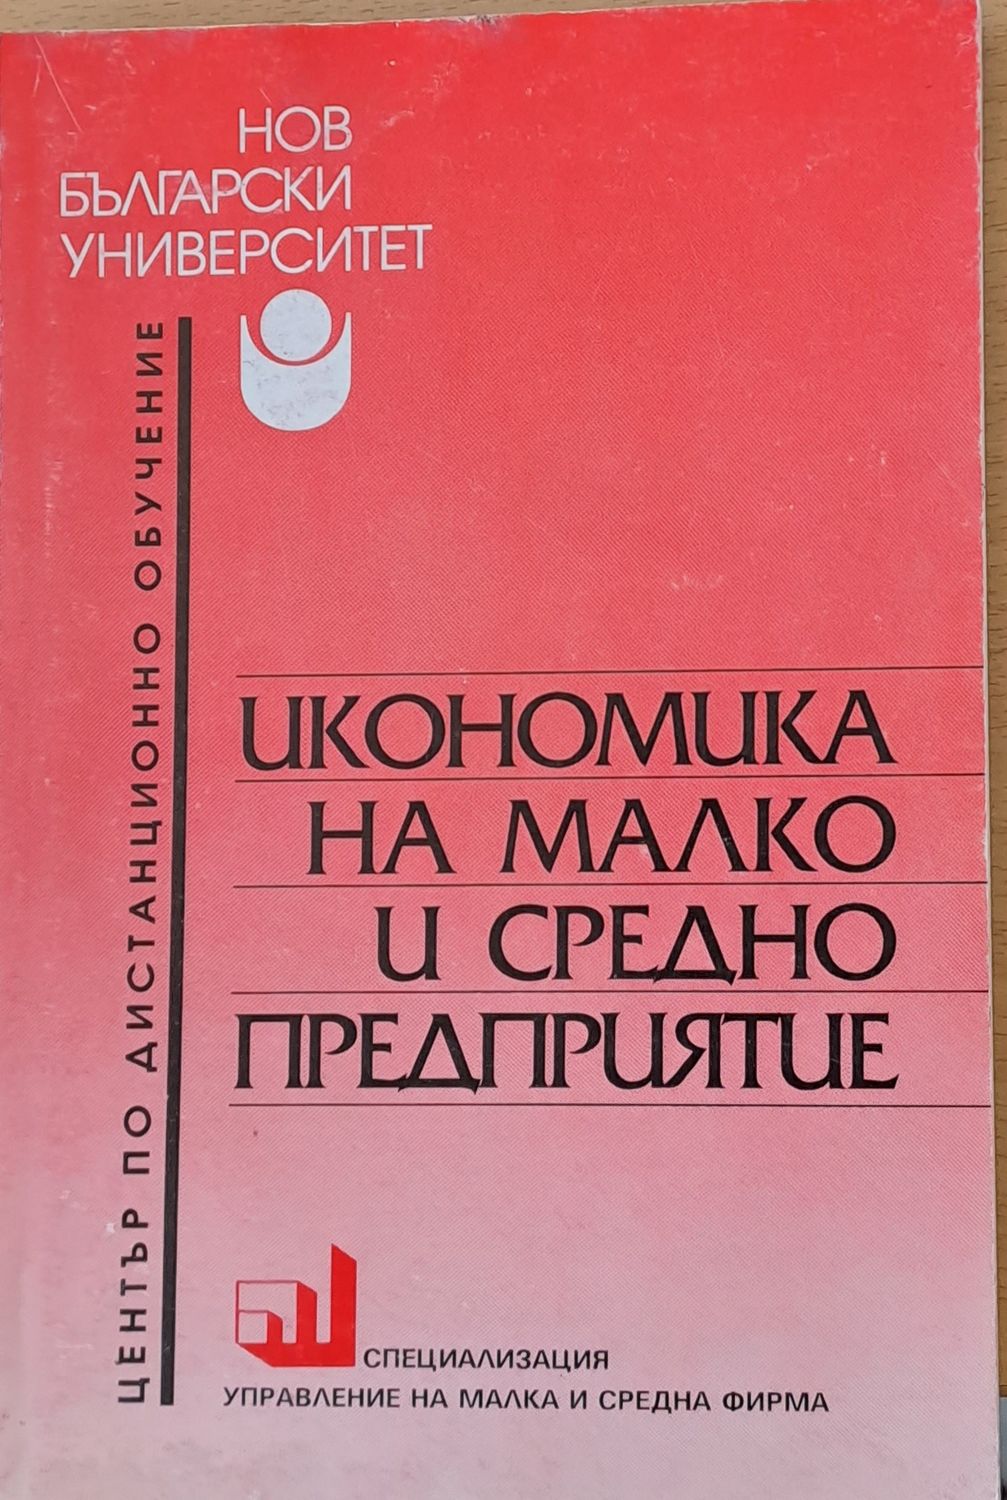 НОВ
БЪЛГАРСКИ
УНИВЕРСИТЕТ
ЦЕНТЪР ПО ДИСТАНЦИОННО ОБУЧЕНИЕ
ИКОНОМИКА
НА МАЛКО
И СРЕДНО
ПРЕДПРИЯТИЕ
СПЕЦИАЛИЗАЦИЯ
УПРАВЛЕНИЕ НА МАЛКА И СРЕДНА ФИРМА